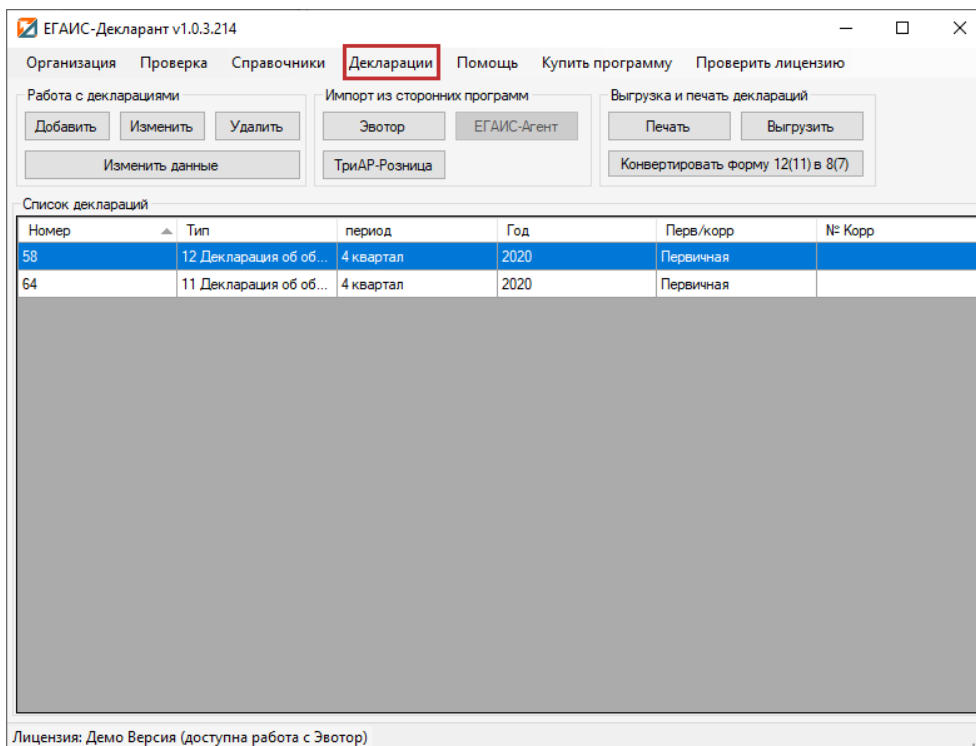 ЕГАИС-Декларант v1.0.3.214
Организация Проверка Справочники Декларации Помощь Купить программу Проверить лицензию
Работа с декларациями Импорт из сторонних программ Выгрузка и печать деклараций
Добавить Изменить Удалить Эвотор ЕГАИС-Агент Печать Выгрузить
Изменить данные ТриАР-Розница Конвертировать форму 12(11) в 8(7)
Список деклараций
Номер Тип период Год Перв/корр № Корр
58 12 Декларация об об... 4 квартал 2020 Первичная
64 11 Декларация об об... 4 квартал 2020 Первичная
Лицензия: Демо Версия (доступна работа с Эвотор)